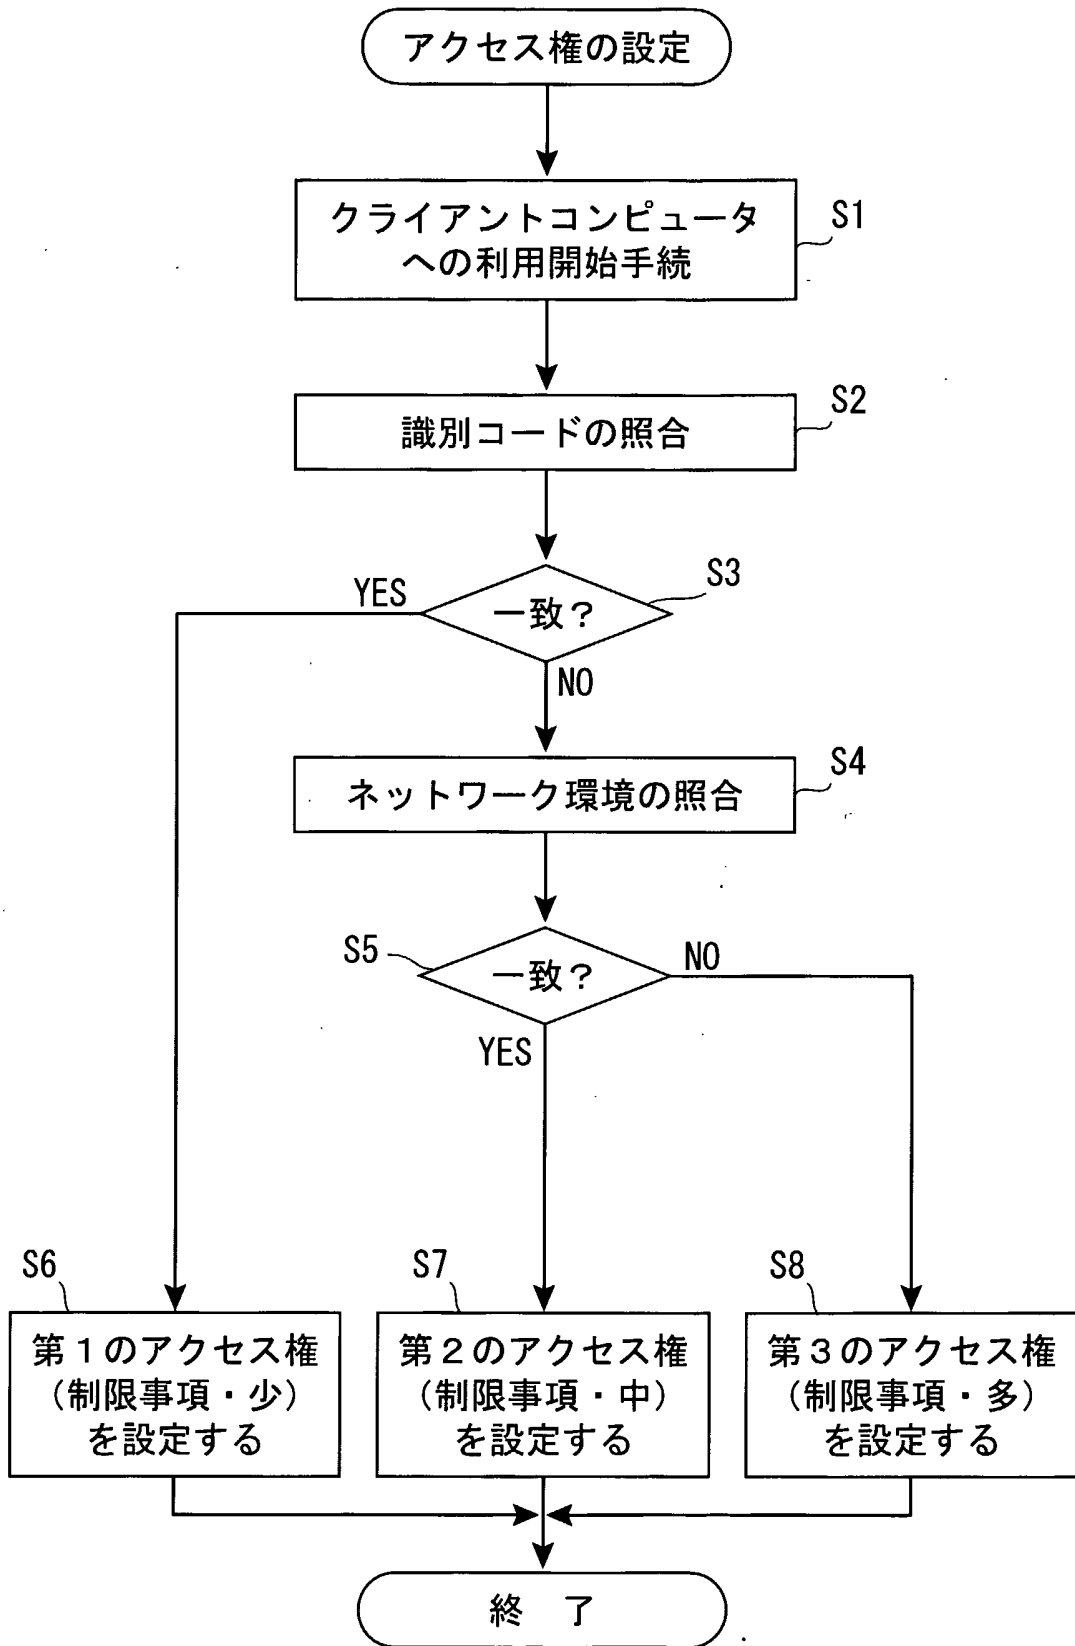 アクセス権の設定
クライアントコンピュータ
への利用開始手続
S1
識別コードの照合
S2
一致？
S3
YES
NO
ネットワーク環境の照合
S4
一致？
S5
NO
YES
S6
第１のアクセス権
（制限事項・少）
を設定する
S7
第２のアクセス権
（制限事項・中）
を設定する
S8
第３のアクセス権
（制限事項・多）
を設定する
終　了